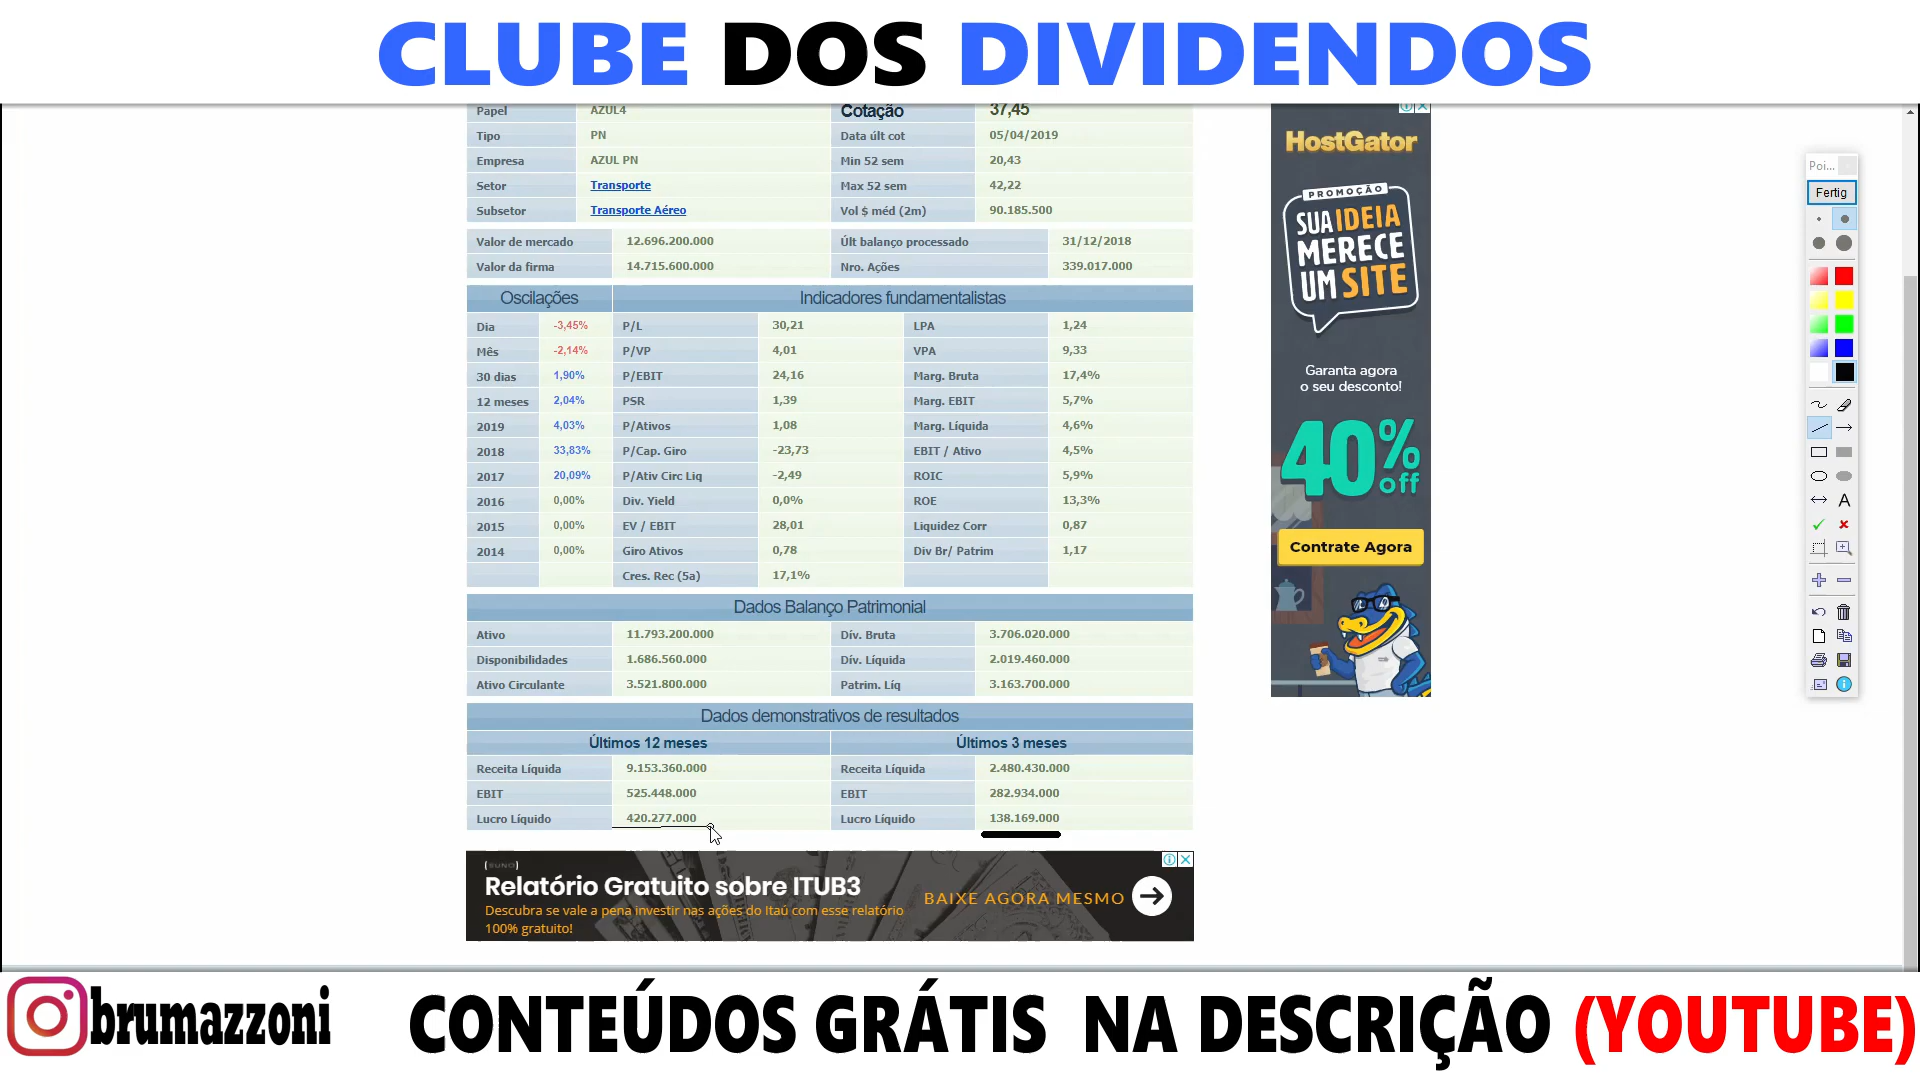 CLUBE DOS DIVIDENDOS
Papel AZUL4 Cotação 37,45
Tipo PN Data últ cot 05/04/2019
Empresa AZUL PN Min 52 sem 20,43
Setor Transporte Max 52 sem 42,22
Subsetor Transporte Aéreo Vol $ méd (2m) 90.185.500
Valor de mercado 12.696.200.000 Últ balanço processado 31/12/2018
Valor da firma 14.715.600.000 Nro. Ações 339.017.000
Oscilações Indicadores fundamentalistas
Dia -3,45% P/L 30,21 LPA 1,24
Mês -2,14% P/VP 4,01 VPA 9,33
30 dias 1,90% P/EBIT 24,16 Marg. Bruta 17,4%
12 meses 2,04% PSR 1,39 Marg. EBIT 5,7%
2019 4,03% P/Ativos 1,08 Marg. Líquida 4,6%
2018 33,83% P/Cap. Giro -23,73 EBIT / Ativo 4,5%
2017 20,09% P/Ativ Circ Liq -2,49 ROIC 5,9%
2016 0,00% Div. Yield 0,0% ROE 13,3%
2015 0,00% EV / EBIT 28,01 Liquidez Corr 0,87
2014 0,00% Giro Ativos 0,78 Div Br/ Patrim 1,17
Cres. Rec (5a) 17,1%
Dados Balanço Patrimonial
Ativo 11.793.200.000 Dív. Bruta 3.706.020.000
Disponibilidades 1.686.560.000 Dív. Líquida 2.019.460.000
Ativo Circulante 3.521.800.000 Patrim. Líq 3.163.700.000
Dados demonstrativos de resultados
Últimos 12 meses Últimos 3 meses
Receita Líquida 9.153.360.000 Receita Líquida 2.480.430.000
EBIT 525.448.000 EBIT 282.934.000
Lucro Líquido 420.277.000 Lucro Líquido 138.169.000
(SUNO)
Relatório Gratuito sobre ITUB3
Descubra se vale a pena investir nas ações do Itaú com esse relatório
100% gratuito!
BAIXE AGORA MESMO
HostGator
PROMOÇÃO
SUA IDEIA
MERECE
UM SITE
Garanta agora
o seu desconto!
40%
off
Contrate Agora
Poi...
Fertig
A
brumazzoni CONTEÚDOS GRÁTIS NA DESCRIÇÃO (YOUTUBE)